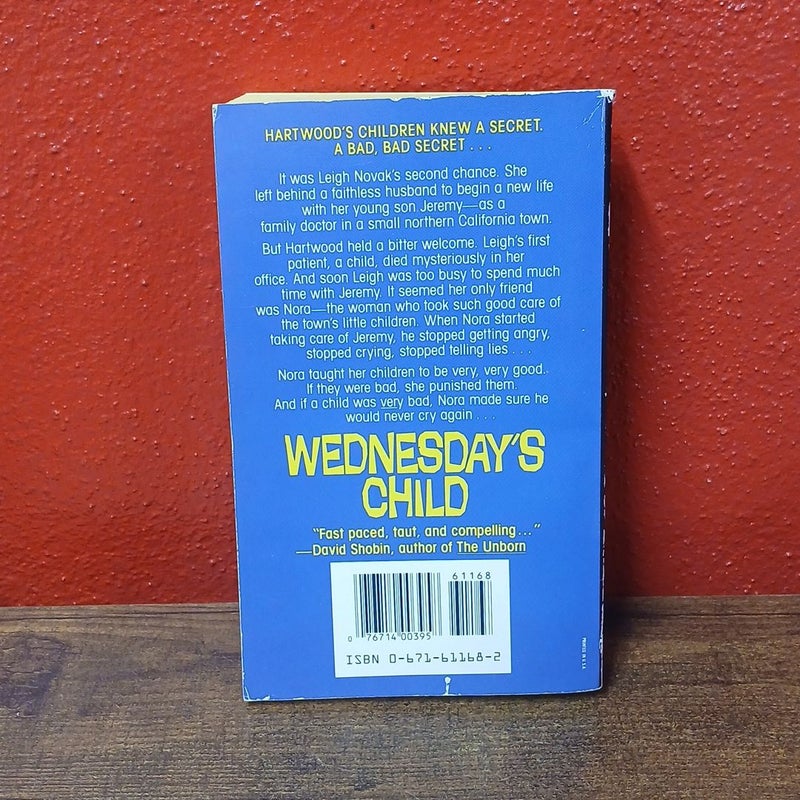 HARTWOOD'S CHILDREN KNEW A SECRET.
A BAD, BAD SECRET . . .
It was Leigh Novak's second chance. She
left behind a faithless husband to begin a new life
with her young son Jeremy—as a
family doctor in a small northern California town.
But Hartwood held a bitter welcome. Leigh's first
patient, a child, died mysteriously in her
office. And soon Leigh was too busy to spend much
time with Jeremy. It seemed her only friend
was Nora—the woman who took such good care of
the town's little children. When Nora started
taking care of Jeremy, he stopped getting angry,
stopped crying, stopped telling lies . . .
Nora taught her children to be very, very good.
If they were bad, she punished them.
And if a child was very bad, Nora made sure he
would never cry again . . .
WEDNESDAY'S
CHILD
"Fast paced, taut, and compelling . . ."
—David Shobin, author of The Unborn
61168
0 76714 00395
ISBN 0-671-61168-2
PRINTED IN U.S.A.